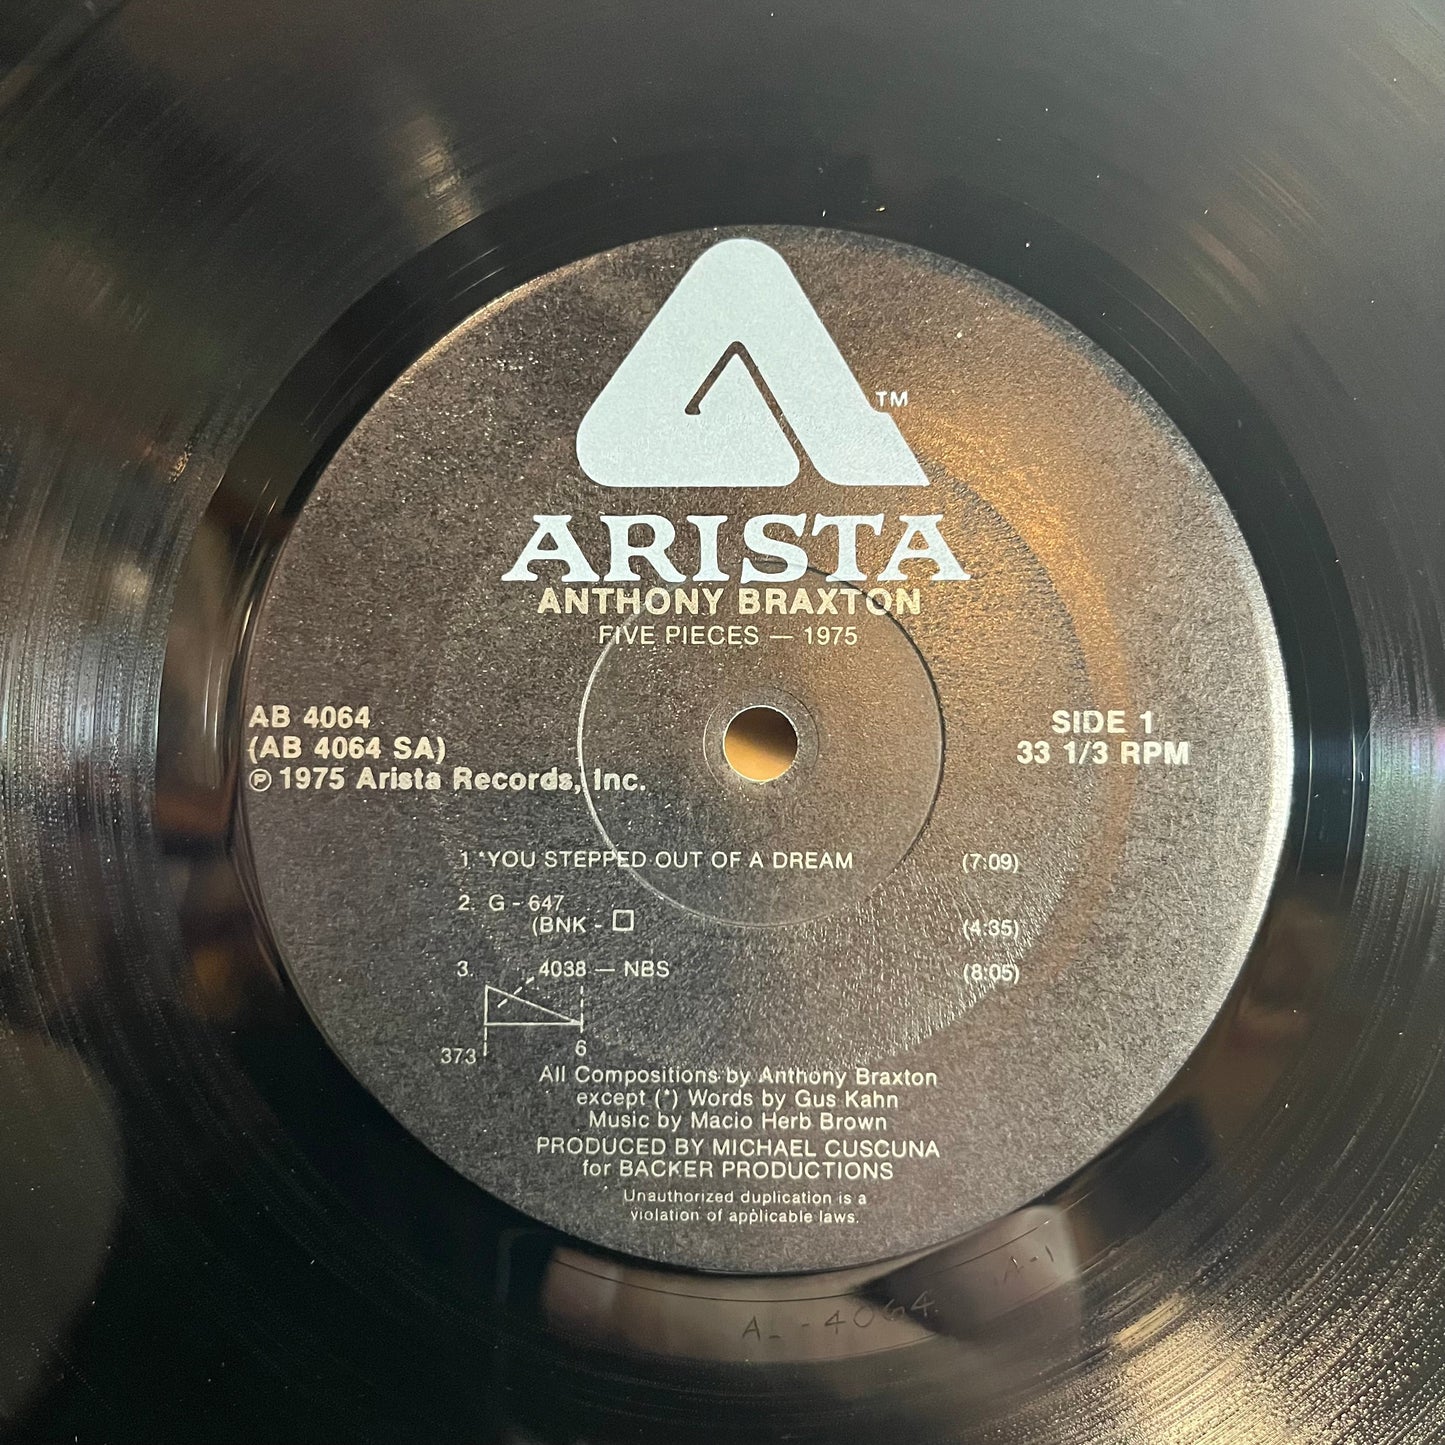 TM
ARISTA
ANTHONY BRAXTON
FIVE PIECES — 1975
AB 4064
(AB 4064 SA)
℗ 1975 Arista Records, Inc.
SIDE 1
33 1/3 RPM
1 *YOU STEPPED OUT OF A DREAM (7:09)
2. G - 647
(BNK - □ (4:35)
3. 4038 — NBS (8:05)
373 6
All Compositions by Anthony Braxton
except (*) Words by Gus Kahn
Music by Macio Herb Brown
PRODUCED BY MICHAEL CUSCUNA
for BACKER PRODUCTIONS
Unauthorized duplication is a
violation of applicable laws.
-4064